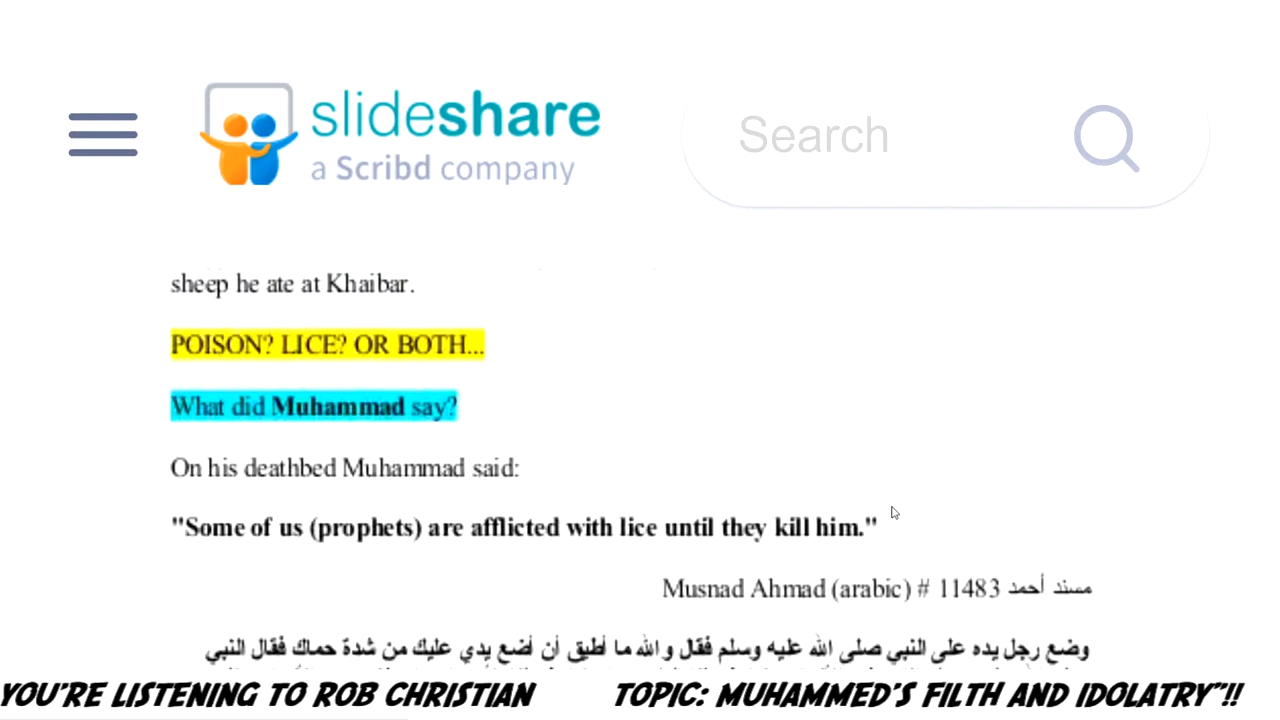 slideshare
a Scribd company
Search
sheep he ate at Khaibar.
POISON? LICE? OR BOTH...
What did Muhammad say?
On his deathbed Muhammad said:
"Some of us (prophets) are afflicted with lice until they kill him."
Musnad Ahmad (arabic) # 11483 مسند أحمد
وضع رجل يده على النبي صلى الله عليه وسلم فقال والله ما أطيق أن أضع يدي عليك من شدة حماك فقال النبي
YOU'RE LISTENING TO ROB CHRISTIAN
TOPIC: MUHAMMED'S FILTH AND IDOLATRY"!!